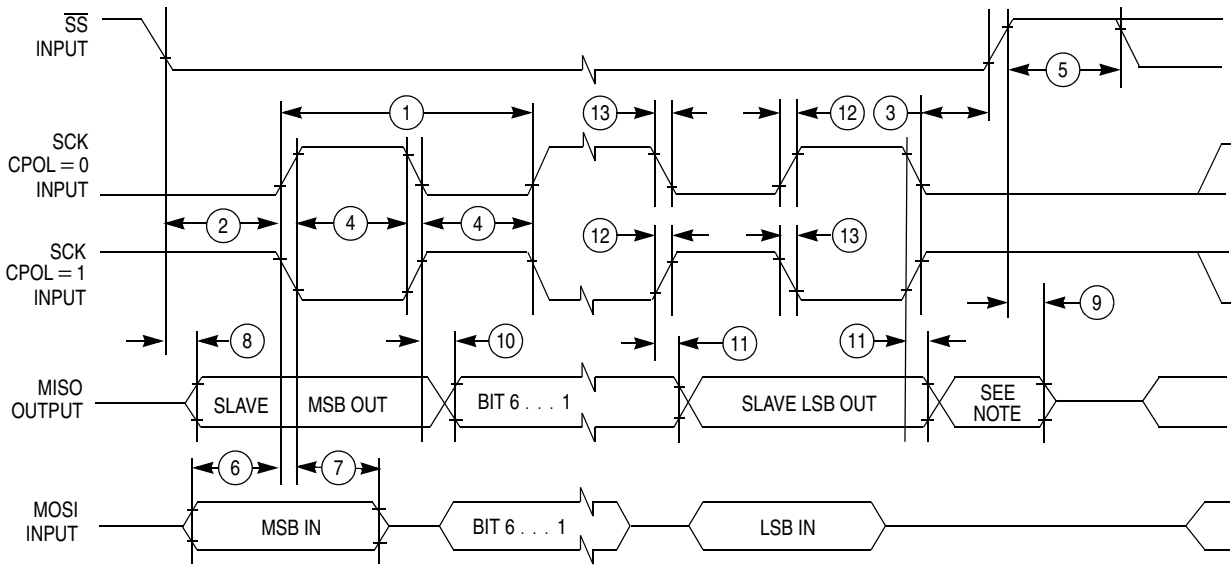 SS
INPUT
5
1
13
12
3
SCK
CPOL = 0
INPUT
2
4
4
SCK
CPOL = 1
INPUT
12
13
9
8
10
11
11
MISO
OUTPUT
SLAVE
MSB OUT
BIT 6 . . . 1
SLAVE LSB OUT
SEE
NOTE
6
7
MOSI
INPUT
MSB IN
BIT 6 . . . 1
LSB IN